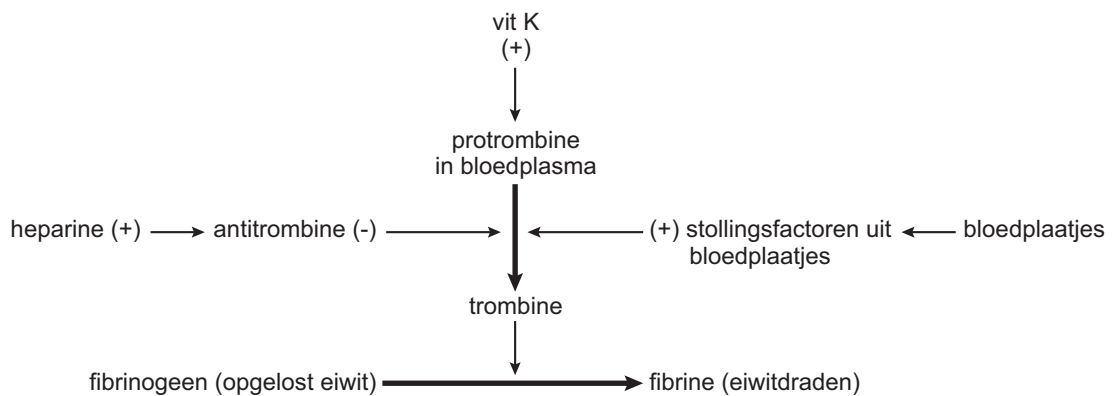 vit K
(+)
protrombine
in bloedplasma
heparine (+) antitrombine (-) (+) stollingsfactoren uit bloedplaatjes
bloedplaatjes
trombine
fibrinogeen (opgelost eiwit) fibrine (eiwitdraden)